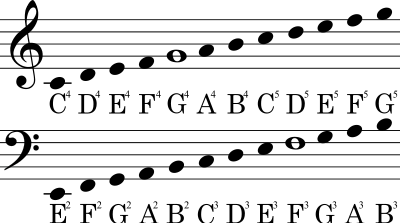 C⁴ D⁴ E⁴ F⁴ G⁴ A⁴ B⁴ C⁵ D⁵ E⁵ F⁵ G⁵
E² F² G² A² B² C³ D³ E³ F³ G³ A³ B³